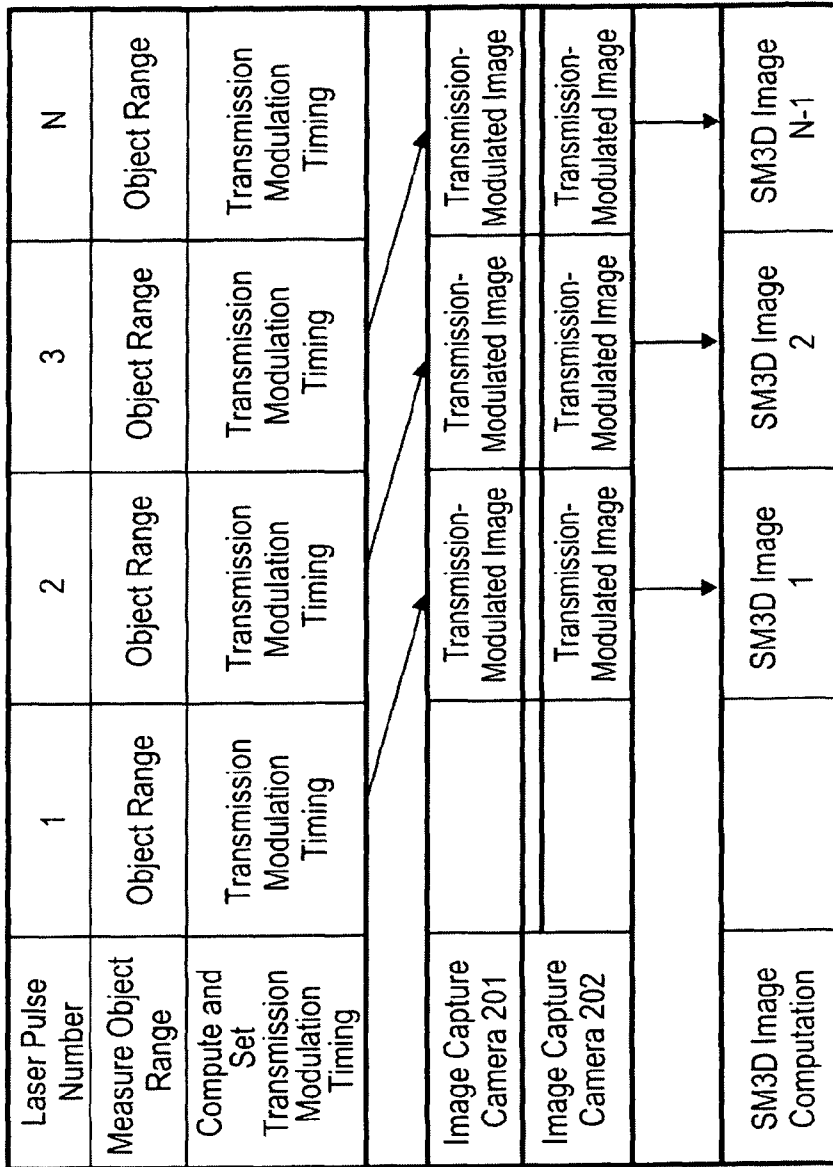 Laser Pulse
Number
1
2
3
N
Measure Object
Range
Object Range
Object Range
Object Range
Object Range
Compute and
Set
Transmission
Modulation
Timing
Transmission
Modulation
Timing
Transmission
Modulation
Timing
Transmission
Modulation
Timing
Transmission
Modulation
Timing
Image Capture
Camera 201
Transmission-
Modulated Image
Transmission-
Modulated Image
Transmission-
Modulated Image
Image Capture
Camera 202
Transmission-
Modulated Image
Transmission-
Modulated Image
Transmission-
Modulated Image
SM3D Image
Computation
SM3D Image
1
SM3D Image
2
SM3D Image
N-1